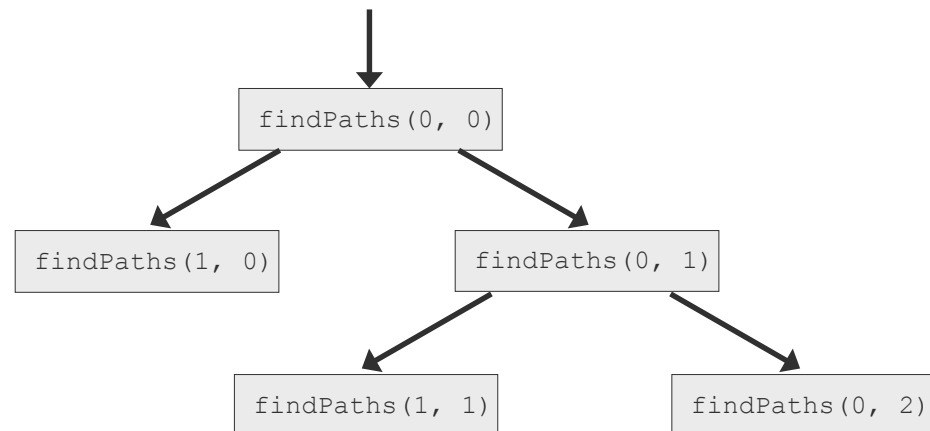 findPaths(0, 0)
findPaths(1, 0)
findPaths(0, 1)
findPaths(1, 1)
findPaths(0, 2)